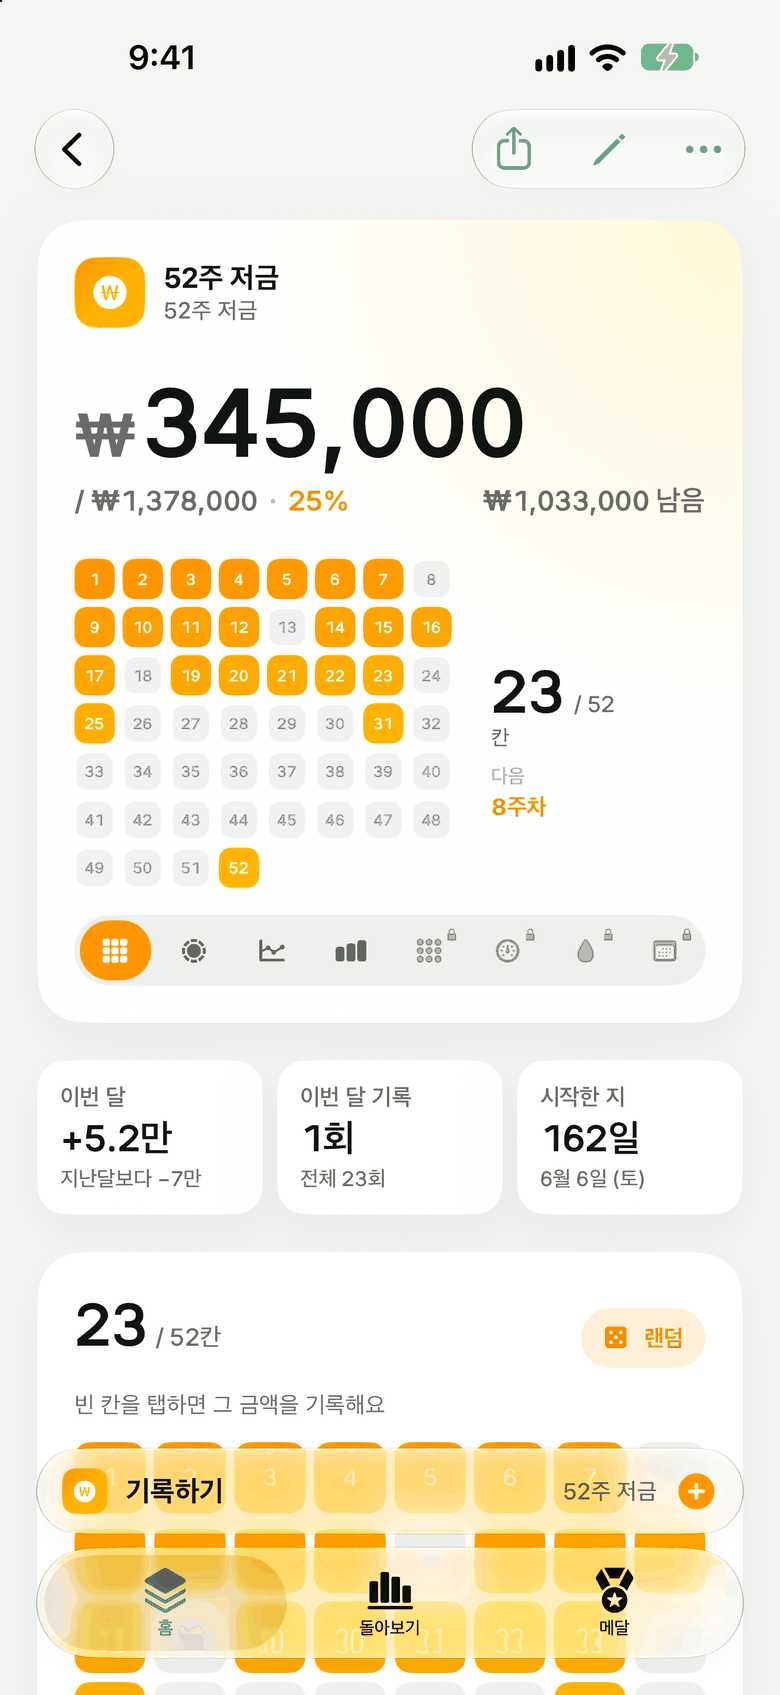 9:41
52주 저금
52주 저금
₩345,000
/ ₩1,378,000 · 25%
₩1,033,000 남음
1 2 3 4 5 6 7 8
9 10 11 12 13 14 15 16
17 18 19 20 21 22 23 24
25 26 27 28 29 30 31 32
33 34 35 36 37 38 39 40
41 42 43 44 45 46 47 48
49 50 51 52
23 / 52
칸
다음
8주차
이번 달
+5.2만
지난달보다 −7만
이번 달 기록
1회
전체 23회
시작한 지
162일
6월 6일 (토)
23 / 52칸
랜덤
빈 칸을 탭하면 그 금액을 기록해요
1 2 3 4 5 6 7
기록하기
52주 저금
홈
돌아보기
메달